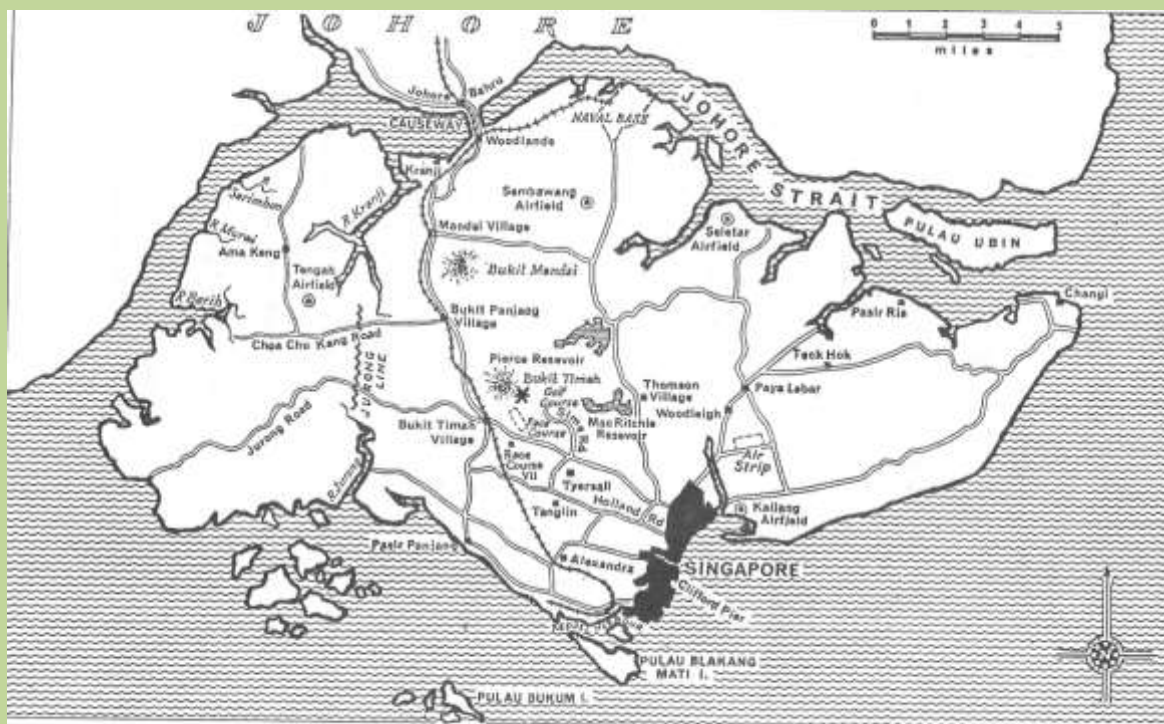 JOHORE
0 1 2 3 4 5
miles
Johore Bahru
CAUSEWAY
Woodlands
NAVAL BASE
JOHORE STRAIT
Kranji
R. Kranji
Sarimbun
Sembawang
Airfield
Seletar
Airfield
PULAU UBIN
R. Murai
Ama Keng
Mandai Village
Tengah
Airfield
Bukit Mandai
R. Berih
Bukit Panjang
Village
Choa Chu Kang Road
JURONG
LINE
Changi
Pasir Ris
Teck Hok
Pierce Reservoir
Bukit Timah
Golf
Course
Sime Rd
Race
Course
MacRitchie
Reservoir
Thomson
Village
Woodleigh
Paya Lebar
Jurong Road
Bukit Timah
Village
Race
Course
Vil
Air
Strip
R. Jurong
Tyersall
Tanglin
Holland Rd
Kallang
Airfield
Pasir Panjang
Alexandra
SINGAPORE
Clifford Pier
PULAU BLAKANG
MATI I.
PULAU BUKUM I.